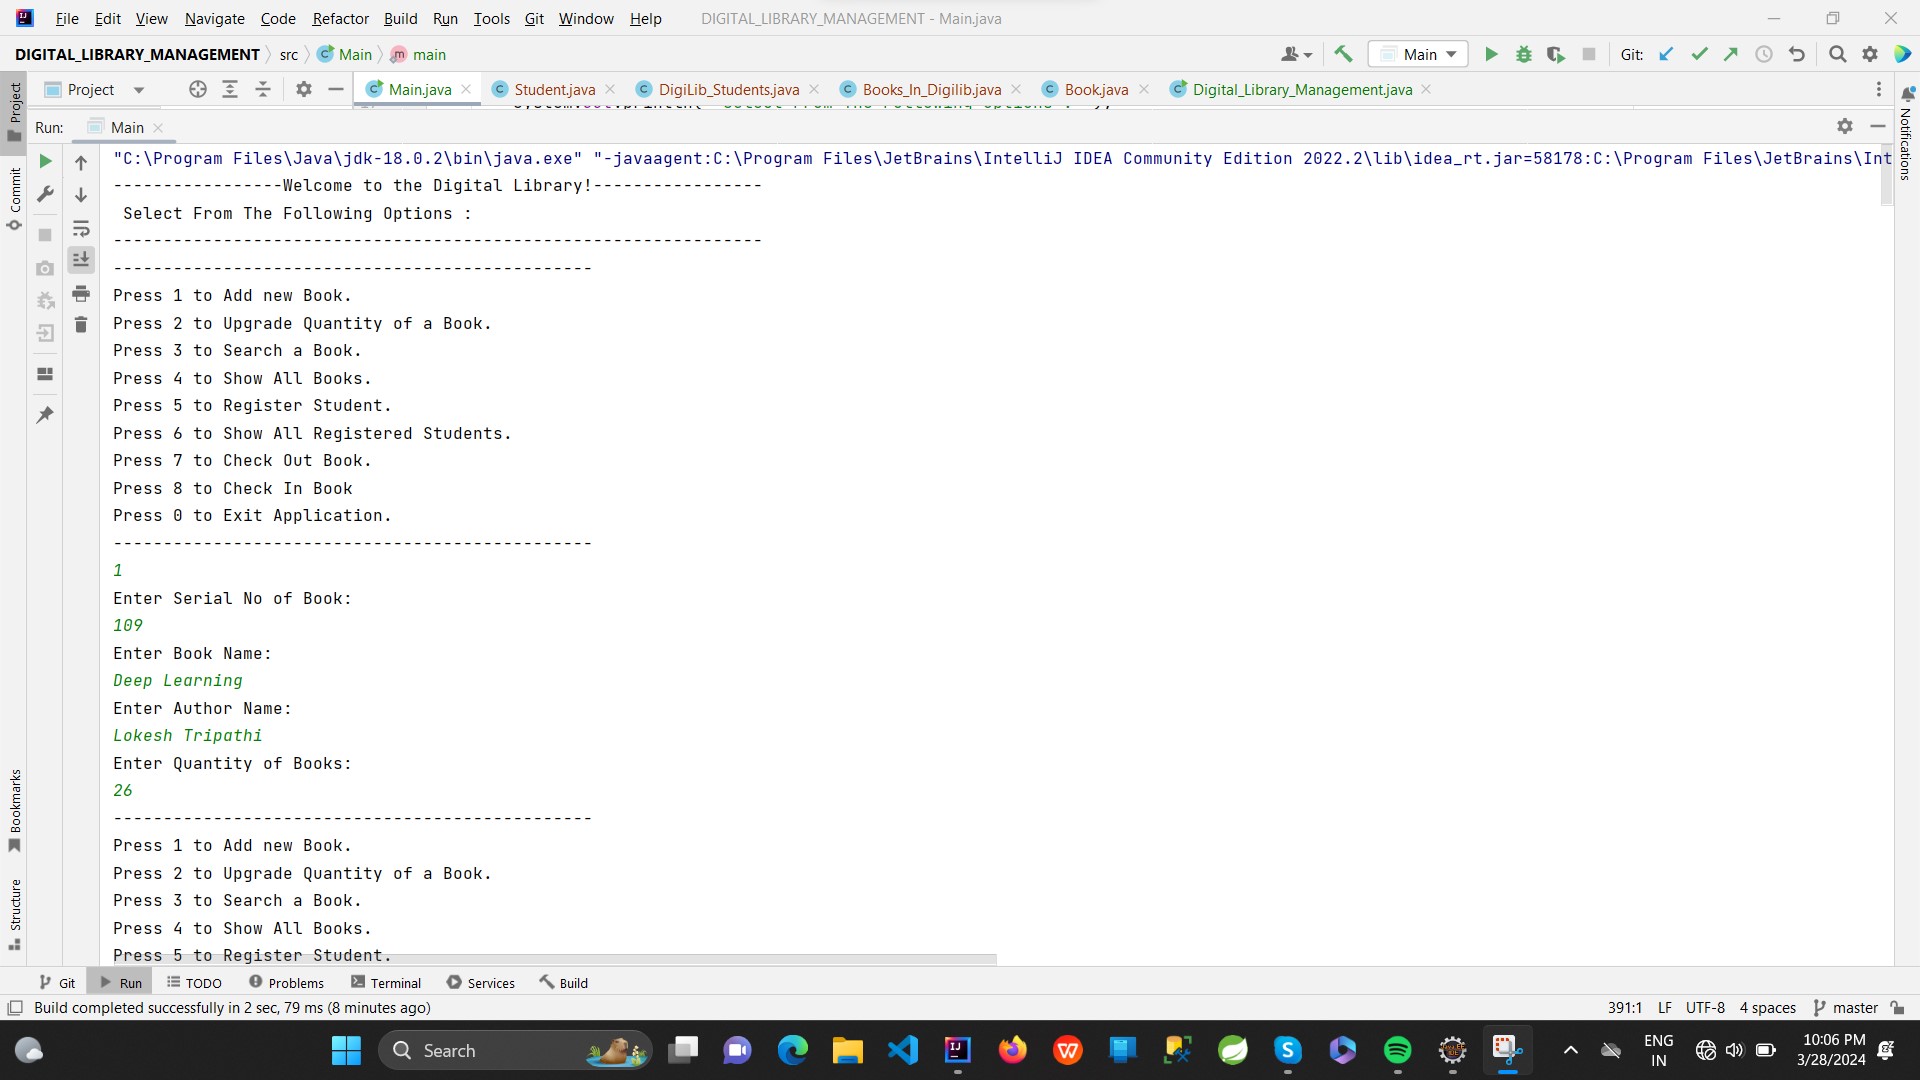 File Edit View Navigate Code Refactor Build Run Tools Git Window Help DIGITAL_LIBRARY_MANAGEMENT - Main.java
DIGITAL_LIBRARY_MANAGEMENT src Main main Main Git:
Project Main.java Student.java DigiLib_Students.java Books_In_Digilib.java Book.java Digital_Library_Management.java
Run: Main
"C:\Program Files\Java\jdk-18.0.2\bin\java.exe" "-javaagent:C:\Program Files\JetBrains\IntelliJ IDEA Community Edition 2022.2\lib\idea_rt.jar=58178:C:\Program Files\JetBrains\Int
-----------------Welcome to the Digital Library!-----------------
Select From The Following Options :
-----------------------------------------------------------------
------------------------------------------------
Press 1 to Add new Book.
Press 2 to Upgrade Quantity of a Book.
Press 3 to Search a Book.
Press 4 to Show All Books.
Press 5 to Register Student.
Press 6 to Show All Registered Students.
Press 7 to Check Out Book.
Press 8 to Check In Book
Press 0 to Exit Application.
------------------------------------------------
1
Enter Serial No of Book:
109
Enter Book Name:
Deep Learning
Enter Author Name:
Lokesh Tripathi
Enter Quantity of Books:
26
------------------------------------------------
Press 1 to Add new Book.
Press 2 to Upgrade Quantity of a Book.
Press 3 to Search a Book.
Press 4 to Show All Books.
Press 5 to Register Student.
Project
Commit
Bookmarks
Structure
Notifications
Git Run TODO Problems Terminal Services Build
Build completed successfully in 2 sec, 79 ms (8 minutes ago) 391:1 LF UTF-8 4 spaces master
Search ENG IN 10:06 PM 3/28/2024